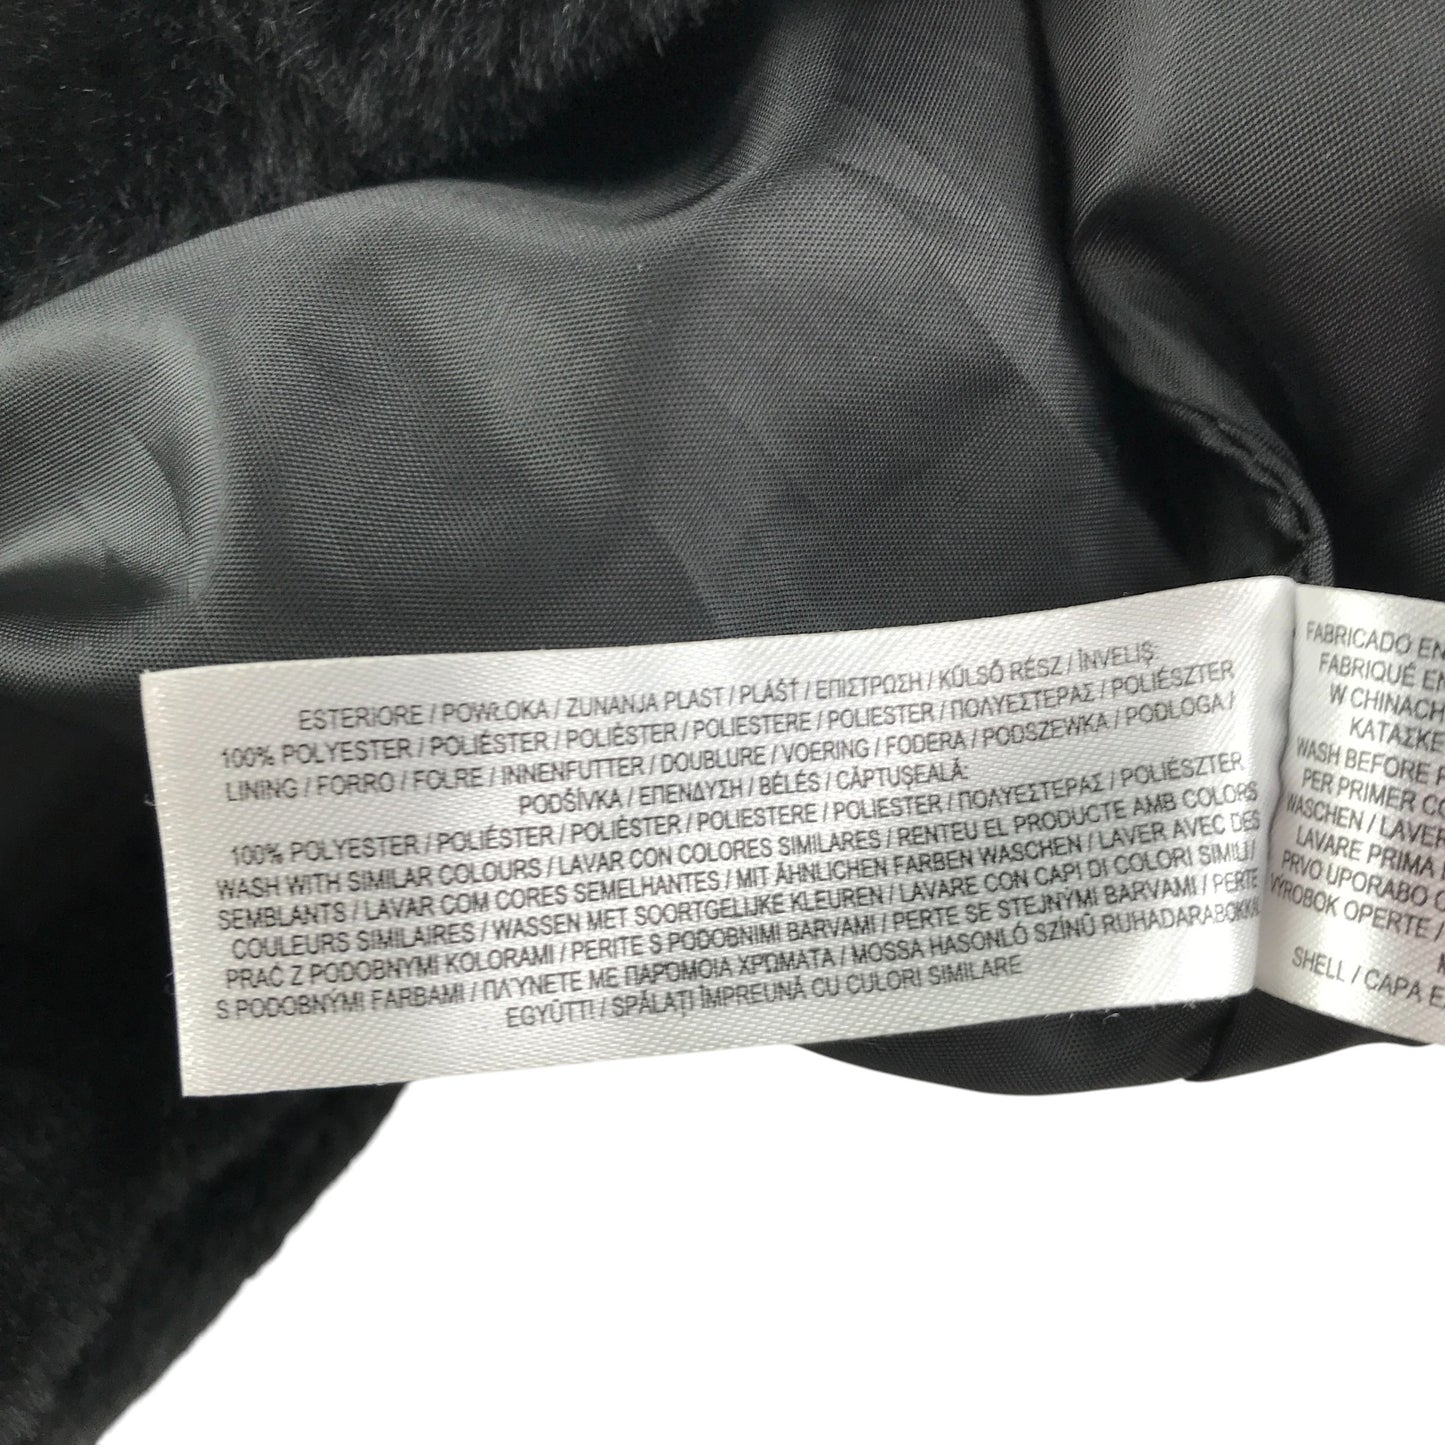 ESTERIORE / POWŁOKA / ZUNANJA PLAST / PLÁŠŤ / ΕΠΙΣΤΡΩΣΗ / KÜLSŐ RÉSZ / ÎNVELIȘ:
100% POLYESTER / POLIÉSTER / POLIÈSTER / POLIESTERE / POLIESTER / ΠΟΛΥΕΣΤΕΡΑΣ / POLIÉSZTER
LINING / FORRO / FOLRE / INNENFUTTER / DOUBLURE / VOERING / FODERA / PODSZEWKA / PODLOGA /
PODŠÍVKA / ΕΠΕΝΔΥΣΗ / BÉLÉS / CĂPTUȘEALĂ:
100% POLYESTER / POLIÉSTER / POLIÈSTER / POLIESTERE / POLIESTER / ΠΟΛΥΕΣΤΕΡΑΣ / POLIÉSZTER
WASH WITH SIMILAR COLOURS / LAVAR CON COLORES SIMILARES / RENTEU EL PRODUCTE AMB COLORS
SEMBLANTS / LAVAR COM CORES SEMELHANTES / MIT ÄHNLICHEN FARBEN WASCHEN / LAVER AVEC DES
COULEURS SIMILAIRES / WASSEN MET SOORTGELIJKE KLEUREN / LAVARE CON CAPI DI COLORI SIMILI /
PRAĆ Z PODOBNYMI KOLORAMI / PERITE S PODOBNIMI BARVAMI / PERTE SE STEJNÝMI BARVAMI / PERTE
S PODOBNÝMI FARBAMI / ΠΛΥΝΕΤΕ ΜΕ ΠΑΡΟΜΟΙΑ ΧΡΩΜΑΤΑ / MOSSA HASONLÓ SZÍNŰ RUHADARABOKKAL
EGYÜTT! / SPĂLAȚI ÎMPREUNĂ CU CULORI SIMILARE
FABRICADO EN
FABRIQUÉ EN
W CHINACH
ΚΑΤΑΣΚΕ
WASH BEFORE
PER PRIMER CO
WASCHEN / LAVER
LAVARE PRIMA
PRVO UPORABO
VÝROBOK OPERTE /
SHELL / CAPA E